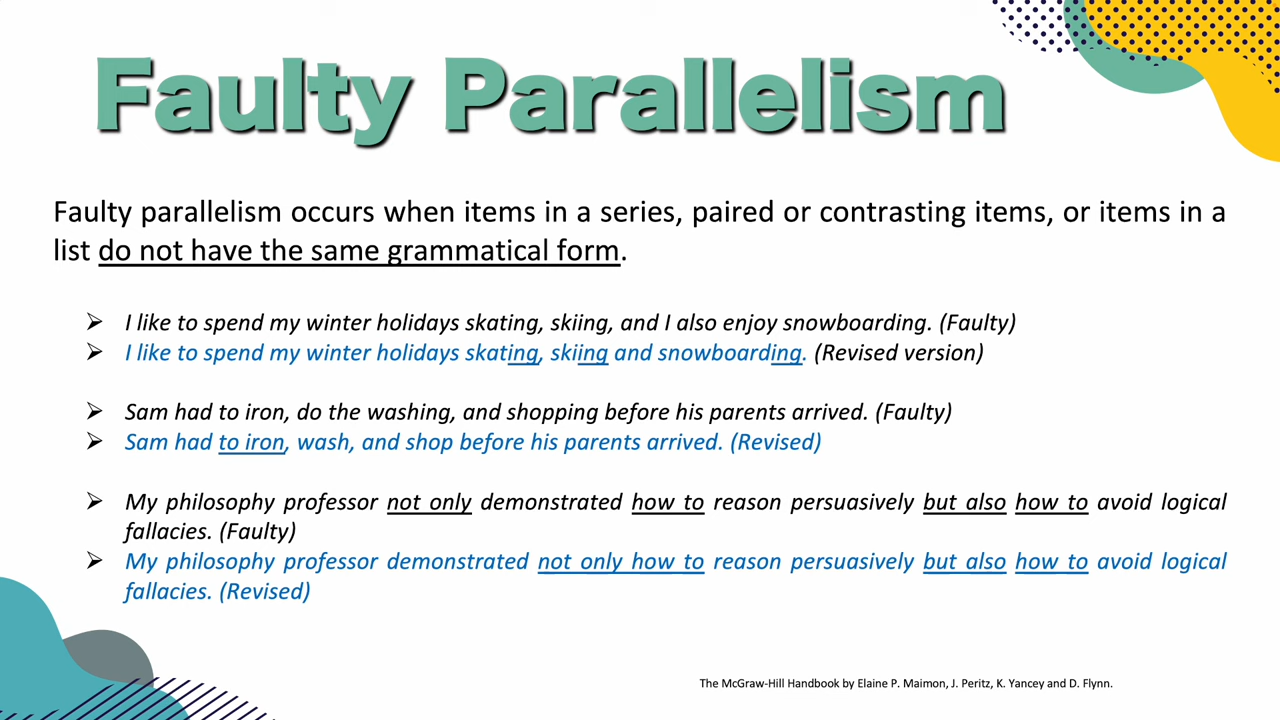 Faulty Parallelism
Faulty parallelism occurs when items in a series, paired or contrasting items, or items in a
list do not have the same grammatical form.
➢ I like to spend my winter holidays skating, skiing, and I also enjoy snowboarding. (Faulty)
➢ I like to spend my winter holidays skating, skiing and snowboarding. (Revised version)
➢ Sam had to iron, do the washing, and shopping before his parents arrived. (Faulty)
➢ Sam had to iron, wash, and shop before his parents arrived. (Revised)
➢ My philosophy professor not only demonstrated how to reason persuasively but also how to avoid logical
fallacies. (Faulty)
➢ My philosophy professor demonstrated not only how to reason persuasively but also how to avoid logical
fallacies. (Revised)
The McGraw-Hill Handbook by Elaine P. Maimon, J. Peritz, K. Yancey and D. Flynn.